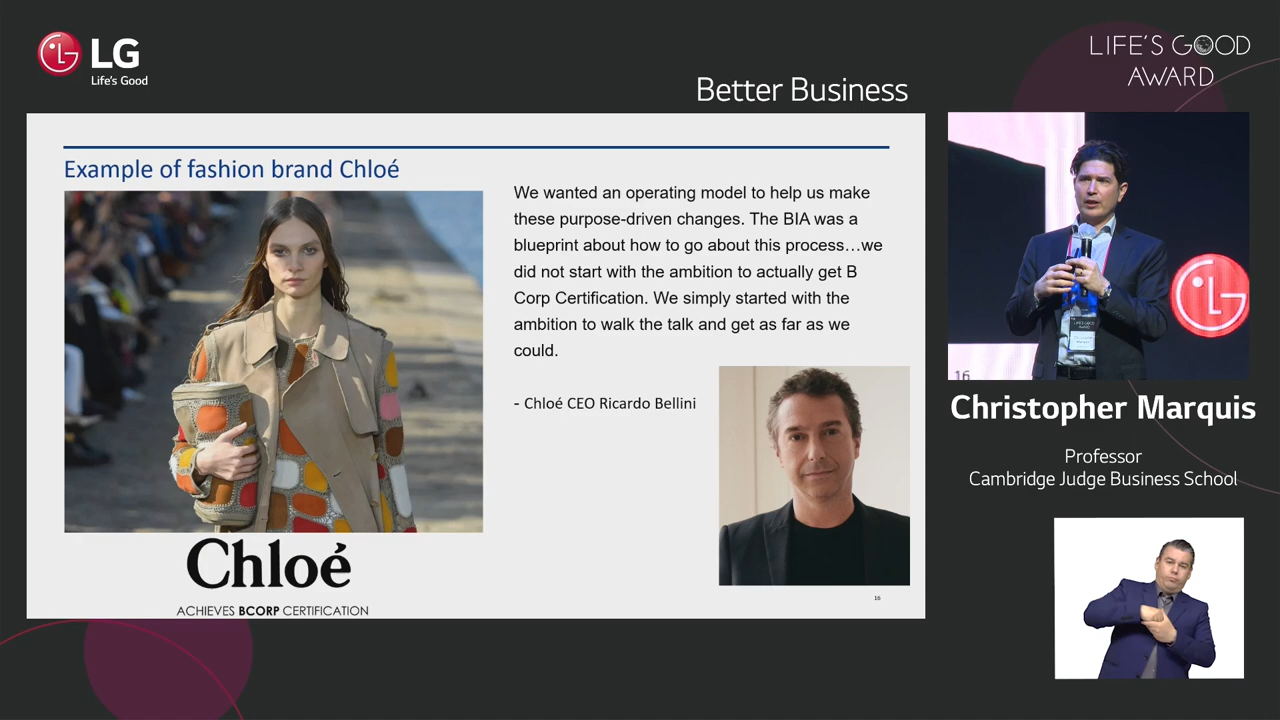 LG
Life's Good
LIFE'S GOOD
AWARD
Better Business
Example of fashion brand Chloé
We wanted an operating model to help us make
these purpose-driven changes. The BIA was a
blueprint about how to go about this process…we
did not start with the ambition to actually get B
Corp Certification. We simply started with the
ambition to walk the talk and get as far as we
could.
- Chloé CEO Ricardo Bellini
Chloé
ACHIEVES BCORP CERTIFICATION
16
16
LG
Christopher Marquis
Professor
Cambridge Judge Business School